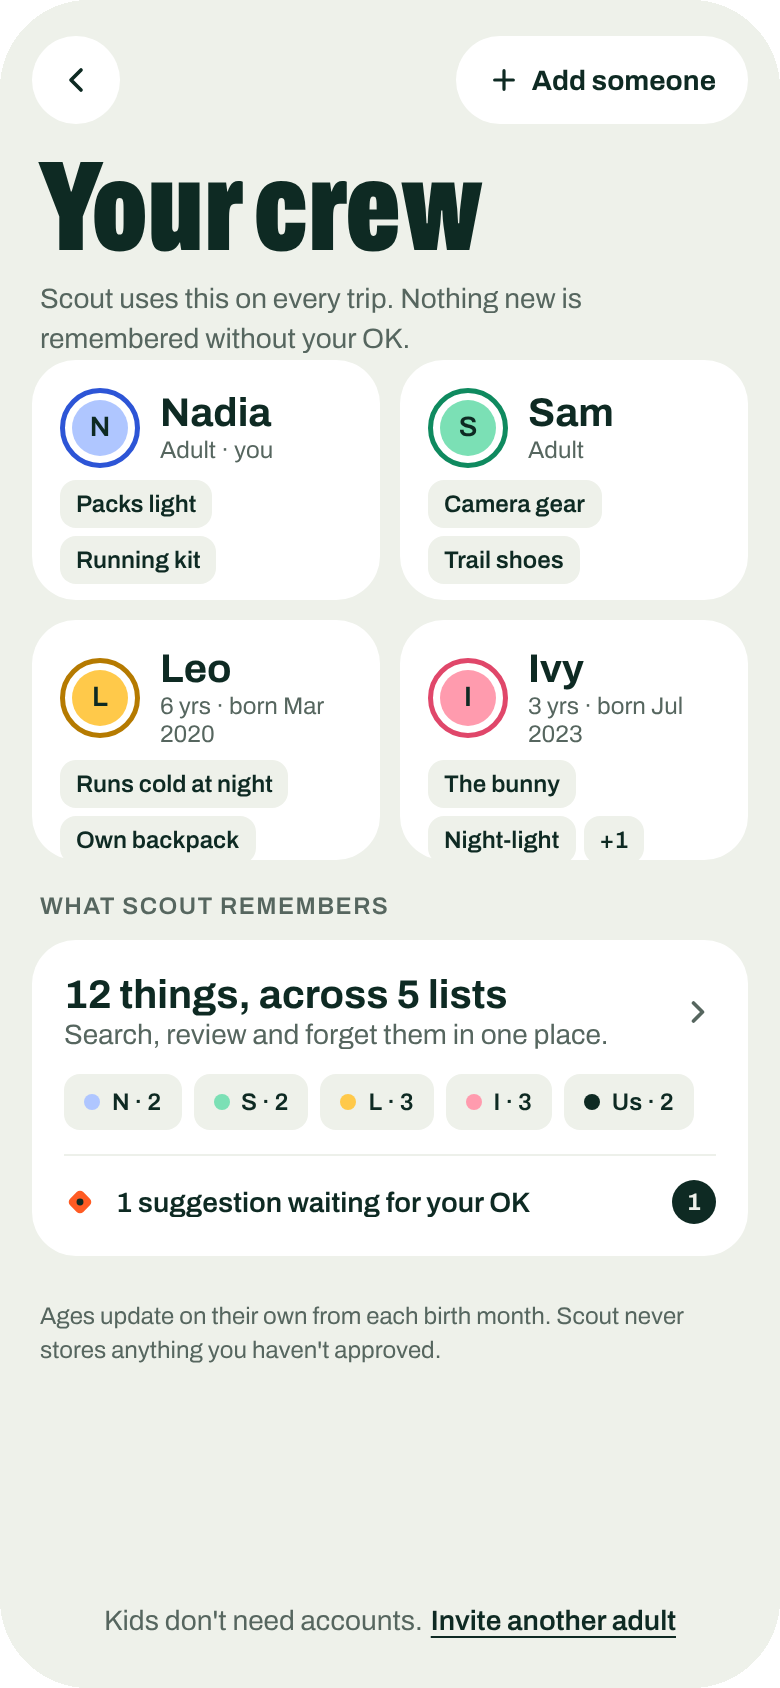 Add someone
Your crew
Scout uses this on every trip. Nothing new is
remembered without your OK.
N
Nadia
Adult · you
Packs light
Running kit
S
Sam
Adult
Camera gear
Trail shoes
L
Leo
6 yrs · born Mar
2020
Runs cold at night
Own backpack
I
Ivy
3 yrs · born Jul
2023
The bunny
Night-light +1
WHAT SCOUT REMEMBERS
12 things, across 5 lists
Search, review and forget them in one place.
N · 2 S · 2 L · 3 I · 3 Us · 2
1 suggestion waiting for your OK 1
Ages update on their own from each birth month. Scout never
stores anything you haven't approved.
Kids don't need accounts. Invite another adult